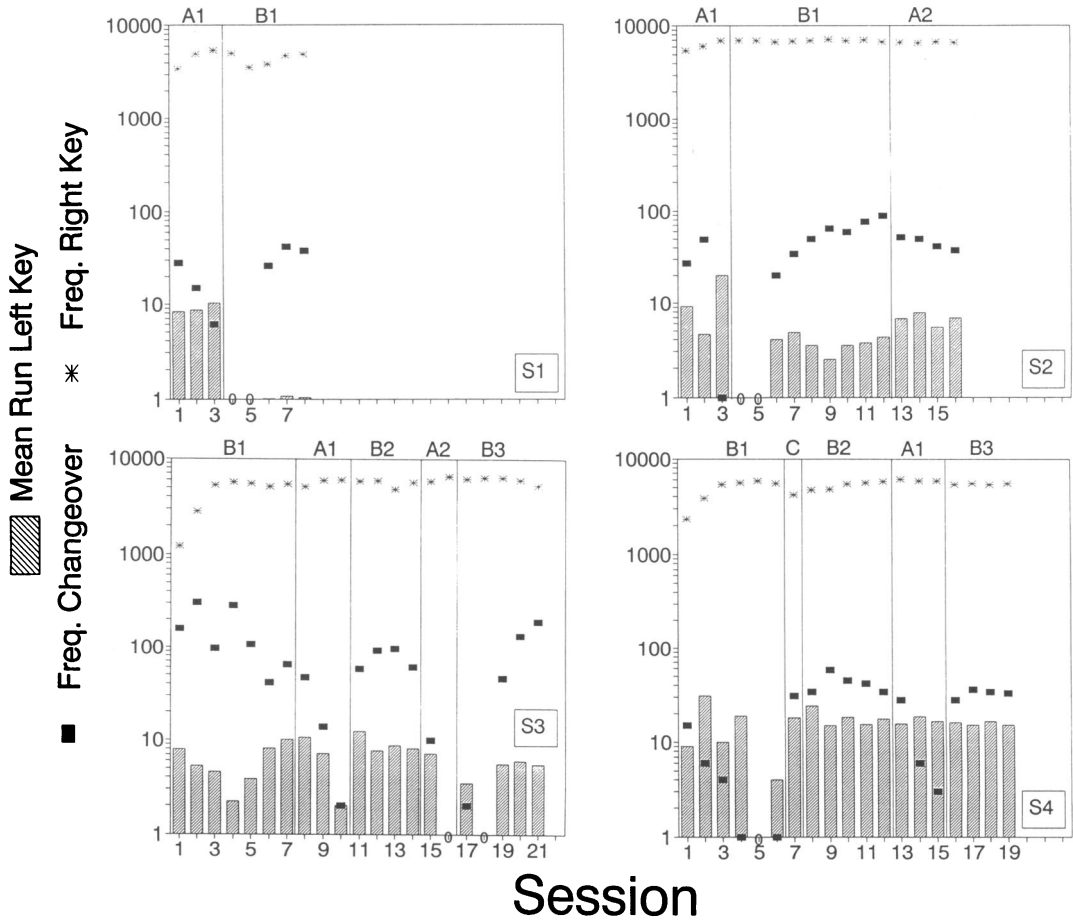 Mean Run Left Key
Freq. Changeover
Freq. Right Key
A1 B1
10000
1000
100
10
1
0 0
1 3 5 7
S1
A1 B1 A2
10000
1000
100
10
1
0 0
1 3 5 7 9 11 13 15
S2
B1 A1 B2 A2 B3
10000
1000
100
10
1
0 0
1 3 5 7 9 11 13 15 17 19 21
S3
B1 C B2 A1 B3
10000
1000
100
10
1
0
1 3 5 7 9 11 13 15 17 19
S4
Session